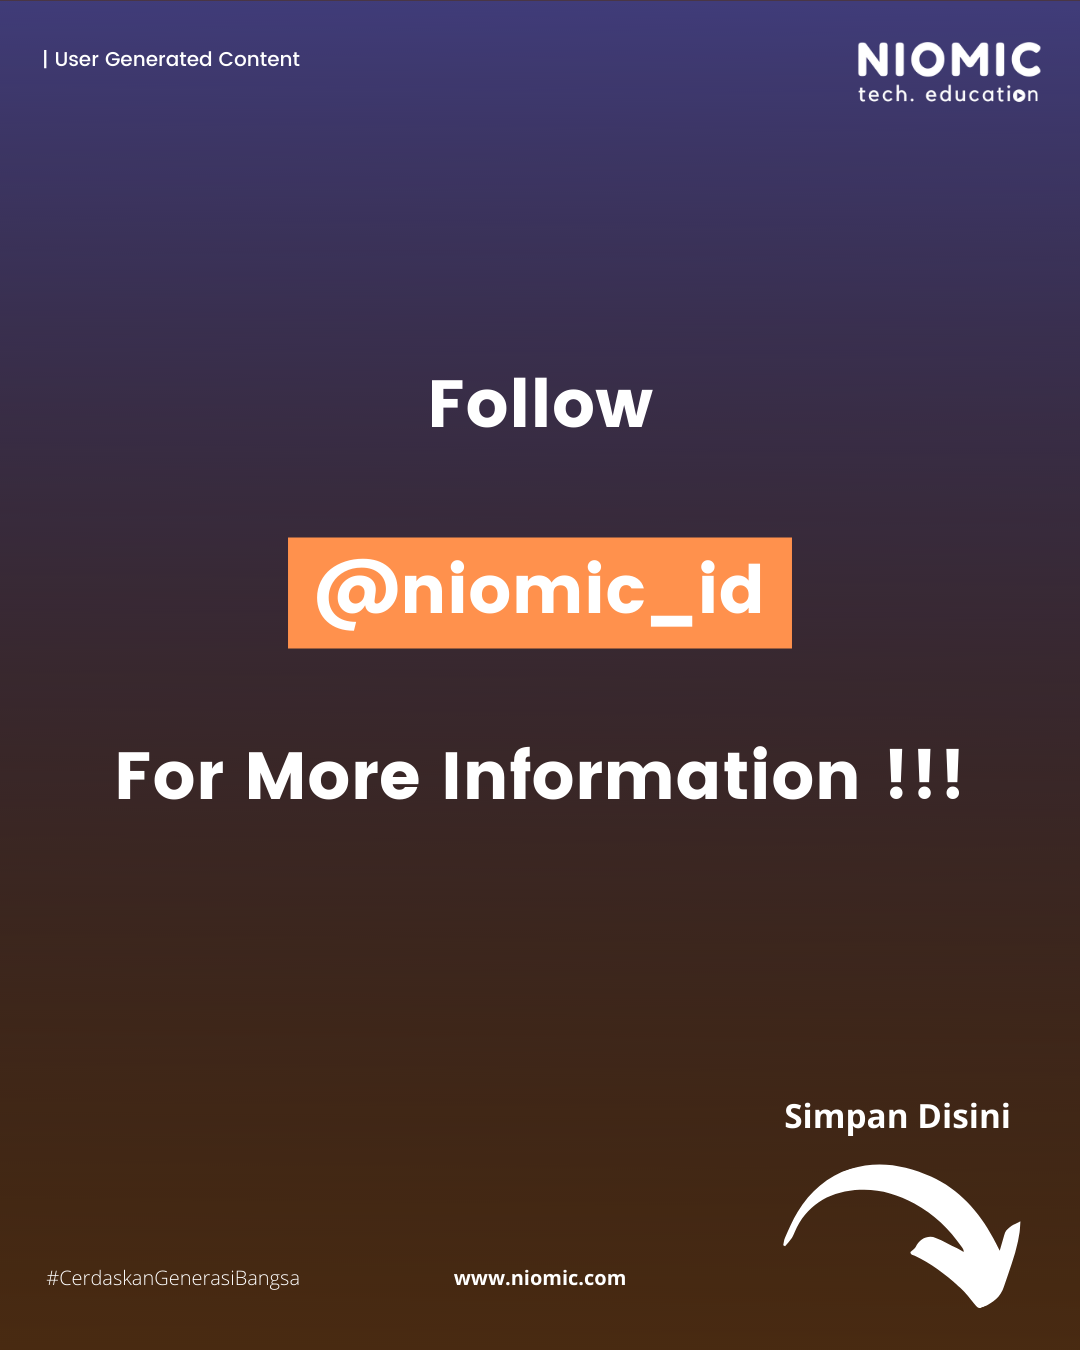 | User Generated Content
NIOMIC
tech. education
Follow
@niomic_id
For More Information !!!
Simpan Disini
#CerdaskanGenerasiBangsa
www.niomic.com